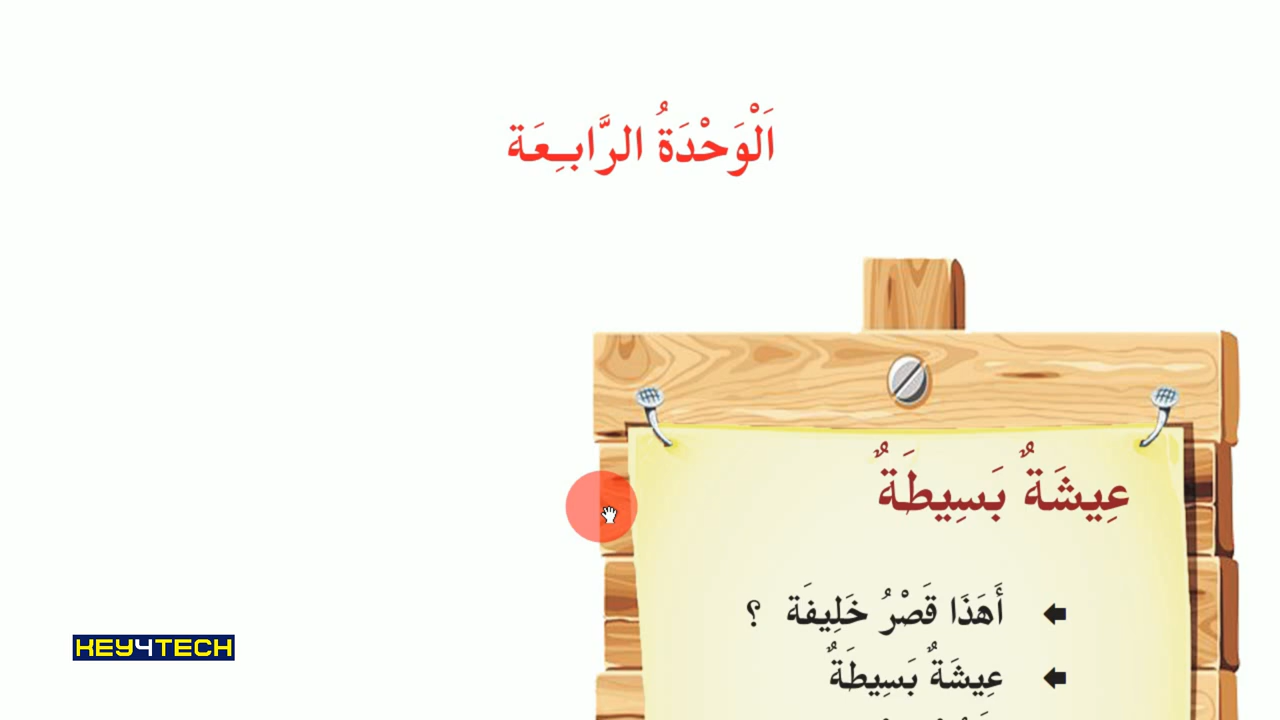 اَلْوَحْدَةُ الرَّابِـعَة
عِيشَةٌ بَسِيطَةٌ
أَهَذَا قَصْرُ خَلِيفَة ؟
عِيشَةٌ بَسِيطَةٌ
KEY4TECH